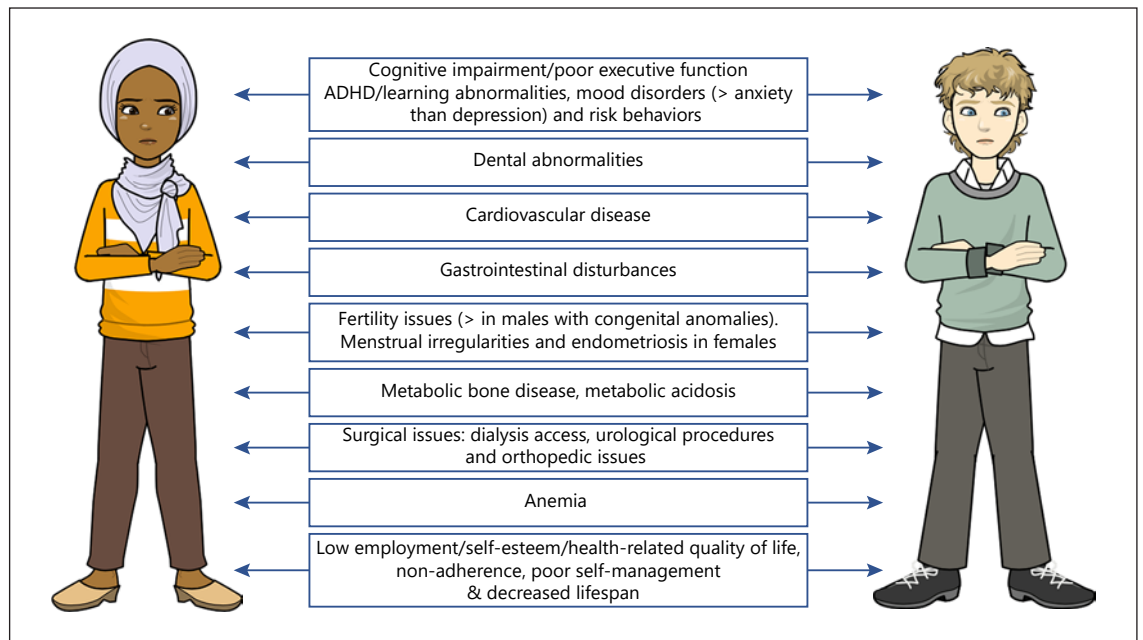 Cognitive impairment/poor executive function
ADHD/learning abnormalities, mood disorders (> anxiety
than depression) and risk behaviors
Dental abnormalities
Cardiovascular disease
Gastrointestinal disturbances
Fertility issues (> in males with congenital anomalies).
Menstrual irregularities and endometriosis in females
Metabolic bone disease, metabolic acidosis
Surgical issues: dialysis access, urological procedures
and orthopedic issues
Anemia
Low employment/self-esteem/health-related quality of life,
non-adherence, poor self-management
& decreased lifespan